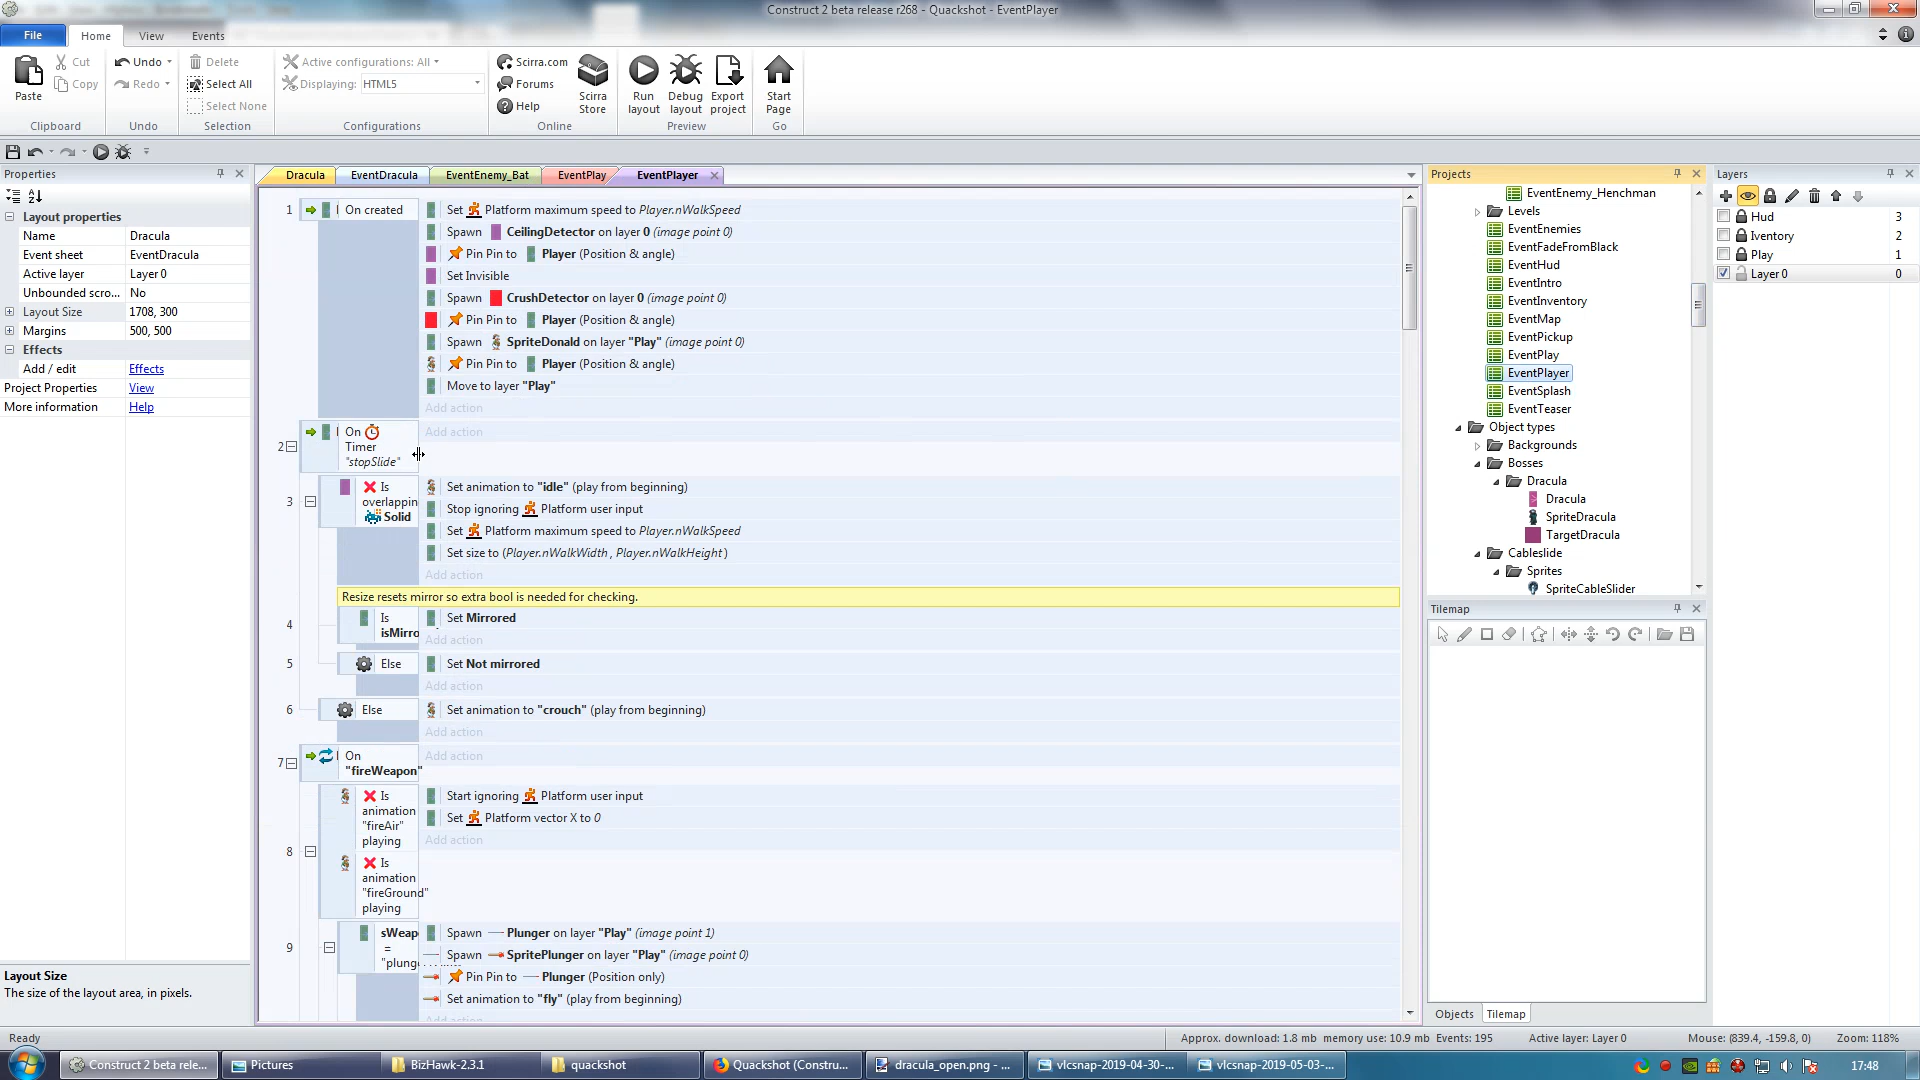 Construct 2 beta release r268 - Quackshot - EventPlayer
File Home View Events
Paste Cut Copy Clipboard
Undo Redo Undo
Delete Select All Select None Selection
Active configurations: All
Displaying: HTML5
Configurations
Scirra.com Forums Help Scirra Store Online
Run layout Debug layout Export project Preview
Start Page Go
Properties
Layout properties
Name Dracula
Event sheet EventDracula
Active layer Layer 0
Unbounded scro... No
Layout Size 1708, 300
Margins 500, 500
Effects
Add / edit Effects
Project Properties View
More information Help
Layout Size
The size of the layout area, in pixels.
Dracula EventDracula EventEnemy_Bat EventPlay EventPlayer
1 On created Set Platform maximum speed to Player.nWalkSpeed
Spawn CeilingDetector on layer 0 (image point 0)
Pin Pin to Player (Position & angle)
Set Invisible
Spawn CrushDetector on layer 0 (image point 0)
Pin Pin to Player (Position & angle)
Spawn SpriteDonald on layer "Play" (image point 0)
Pin Pin to Player (Position & angle)
Move to layer "Play"
Add action
2 On Timer "stopSlide" Add action
3 Is overlappin Solid Set animation to "idle" (play from beginning)
Stop ignoring Platform user input
Set Platform maximum speed to Player.nWalkSpeed
Set size to (Player.nWalkWidth, Player.nWalkHeight)
Add action
Resize resets mirror so extra bool is needed for checking.
4 Is isMirro Set Mirrored
Add action
5 Else Set Not mirrored
Add action
6 Else Set animation to "crouch" (play from beginning)
Add action
7 On "fireWeapon" Add action
8 Is animation "fireAir" playing Start ignoring Platform user input
Set Platform vector X to 0
Add action
Is animation "fireGround" playing
9 sWeap = "plung Spawn Plunger on layer "Play" (image point 1)
Spawn SpritePlunger on layer "Play" (image point 0)
Pin Pin to Plunger (Position only)
Set animation to "fly" (play from beginning)
Add action
Projects
EventEnemy_Henchman
Levels
EventEnemies
EventFadeFromBlack
EventHud
EventIntro
EventInventory
EventMap
EventPickup
EventPlay
EventPlayer
EventSplash
EventTeaser
Object types
Backgrounds
Bosses
Dracula
Dracula
SpriteDracula
TargetDracula
Cableslide
Sprites
SpriteCableSlider
Tilemap
Objects Tilemap
Layers
Hud 3
Iventory 2
Play 1
Layer 0 0
Ready Approx. download: 1.8 mb memory use: 10.9 mb Events: 195 Active layer: Layer 0 Mouse: (839.4, -159.8, 0) Zoom: 118%
Construct 2 beta rele... Pictures BizHawk-2.3.1 quackshot Quackshot (Constru... dracula_open.png - ... vlcsnap-2019-04-30-... vlcsnap-2019-05-03-... 17:48